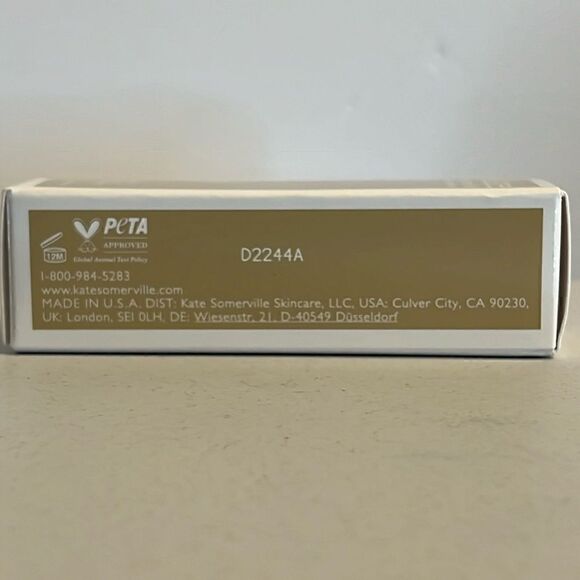 PETA
APPROVED
Global Animal Test Policy
12M
D2244A
1-800-984-5283
www.katesomerville.com
MADE IN U.S.A. DIST: Kate Somerville Skincare, LLC, USA: Culver City, CA 90230,
UK: London, SE1 0LH, DE: Wiesenstr, 21, D-40549 Düsseldorf